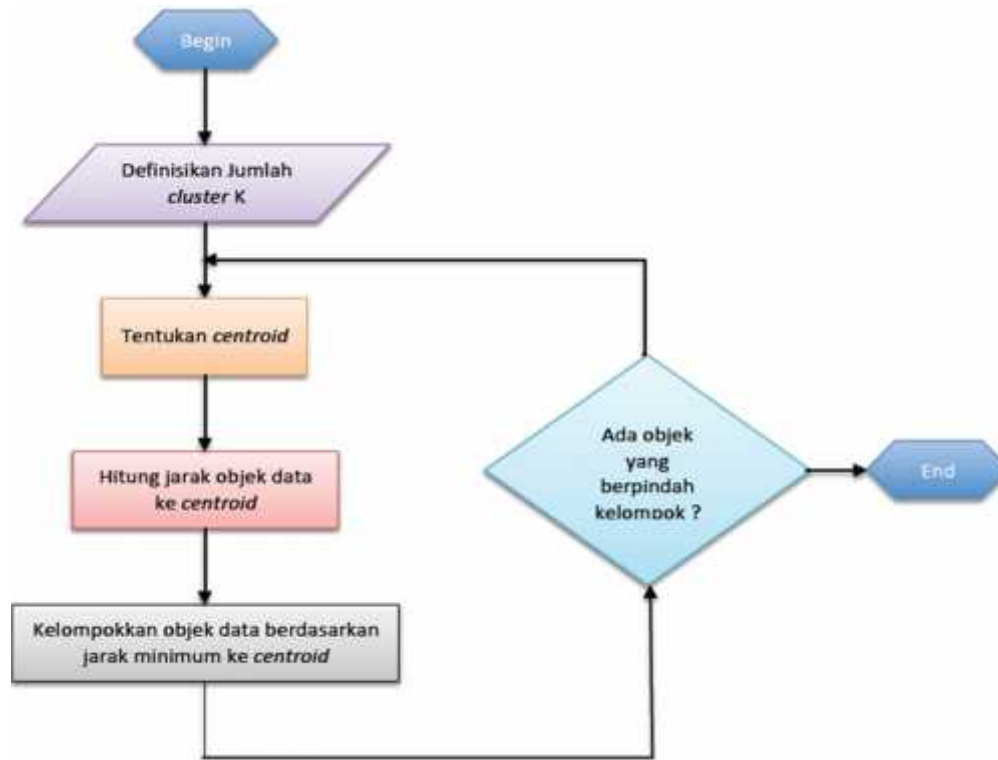 Begin
Definisikan Jumlah
cluster K
Tentukan centroid
Hitung jarak objek data
ke centroid
Kelompokkan objek data berdasarkan
jarak minimum ke centroid
Ada objek
yang
berpindah
kelompok ?
End